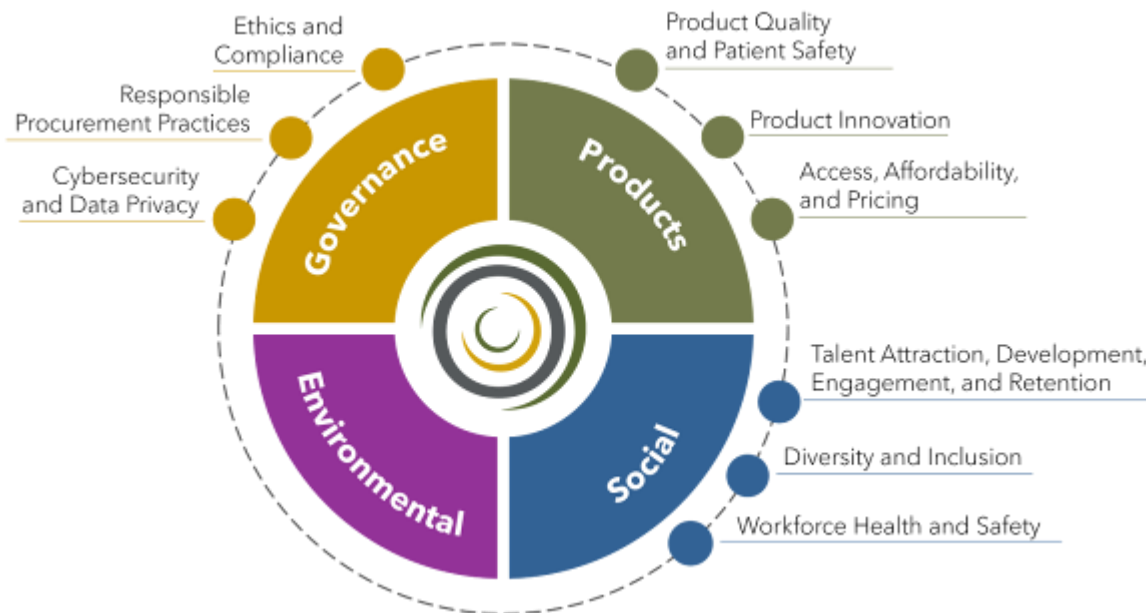 Ethics and
Compliance
Responsible
Procurement Practices
Cybersecurity
and Data Privacy
Product Quality
and Patient Safety
Product Innovation
Access, Affordability,
and Pricing
Governance
Products
Environmental
Social
Talent Attraction, Development,
Engagement, and Retention
Diversity and Inclusion
Workforce Health and Safety